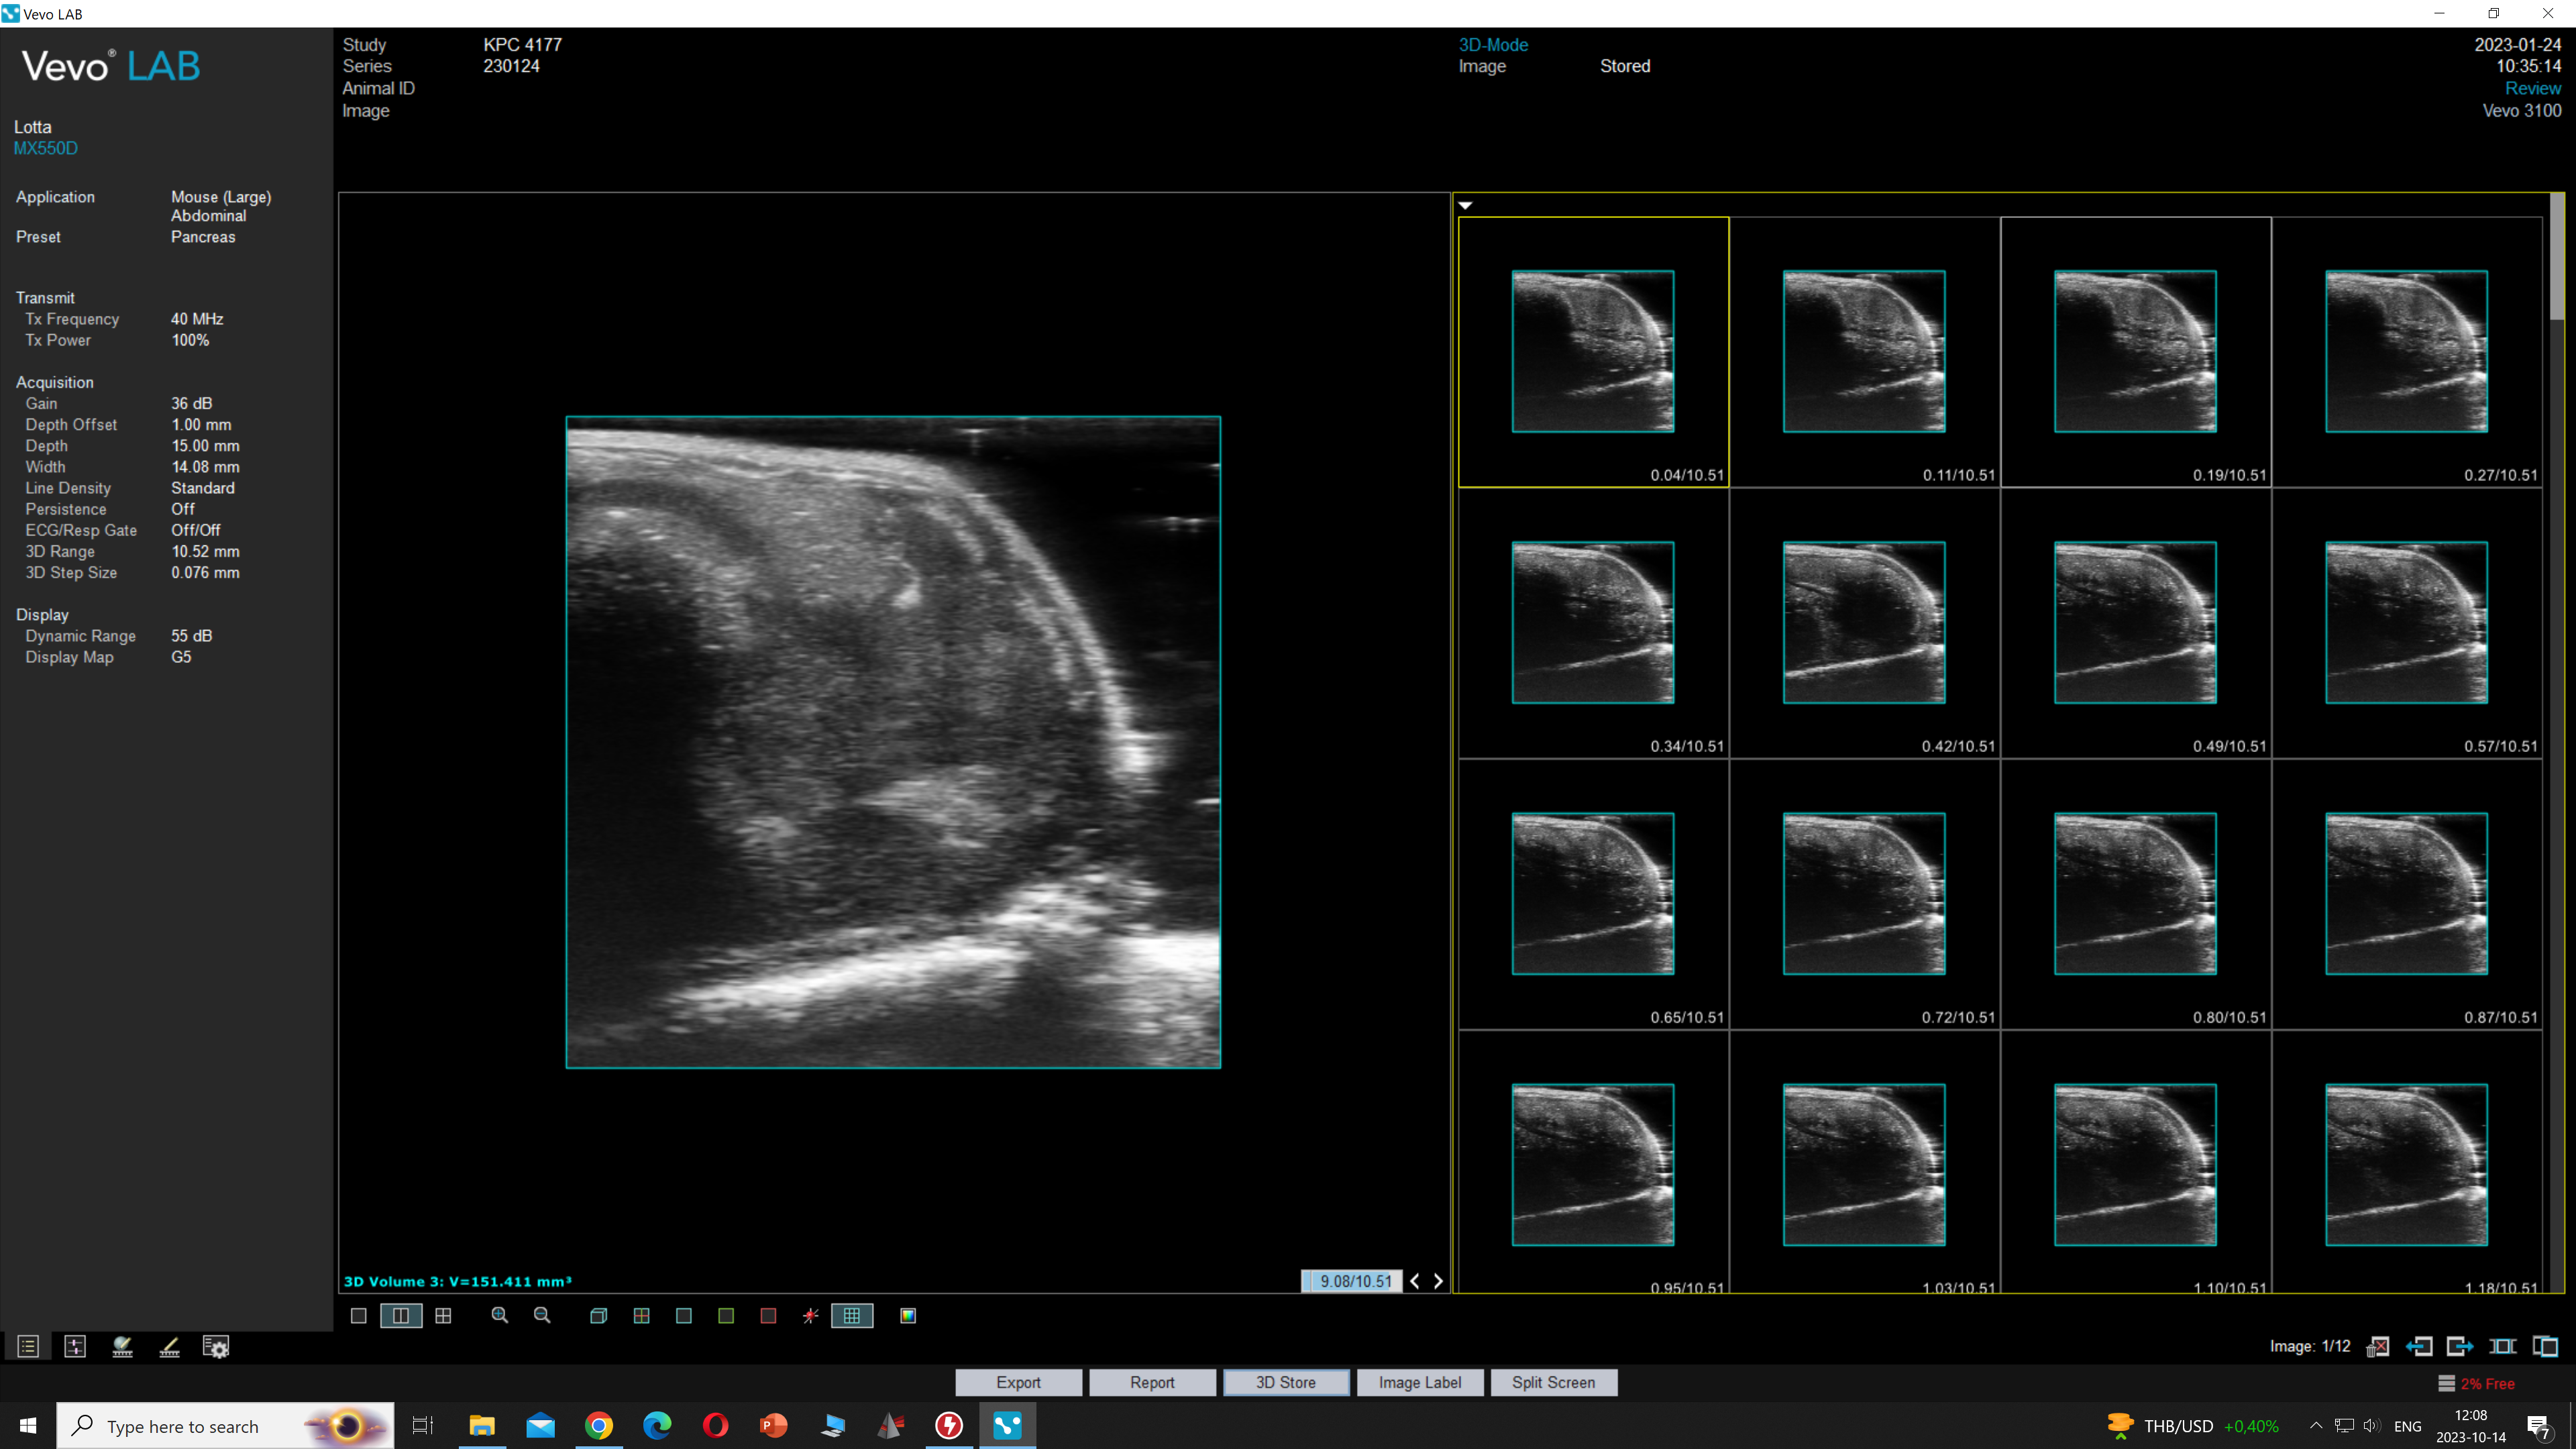 Vevo LAB
Vevo® LAB
Lotta
MX550D
Application Mouse (Large)
Abdominal
Preset Pancreas
Transmit
Tx Frequency 40 MHz
Tx Power 100%
Acquisition
Gain 36 dB
Depth Offset 1.00 mm
Depth 15.00 mm
Width 14.08 mm
Line Density Standard
Persistence Off
ECG/Resp Gate Off/Off
3D Range 10.52 mm
3D Step Size 0.076 mm
Display
Dynamic Range 55 dB
Display Map G5
Study KPC 4177
Series 230124
Animal ID
Image
3D-Mode
Image Stored
2023-01-24
10:35:14
Review
Vevo 3100
3D Volume 3: V=151.411 mm³
9.08/10.51
0.04/10.51 0.11/10.51 0.19/10.51 0.27/10.51
0.34/10.51 0.42/10.51 0.49/10.51 0.57/10.51
0.65/10.51 0.72/10.51 0.80/10.51 0.87/10.51
0.95/10.51 1.03/10.51 1.10/10.51 1.18/10.51
Image: 1/12
Export Report 3D Store Image Label Split Screen
2% Free
Type here to search
THB/USD +0,40%
ENG
12:08
2023-10-14
7